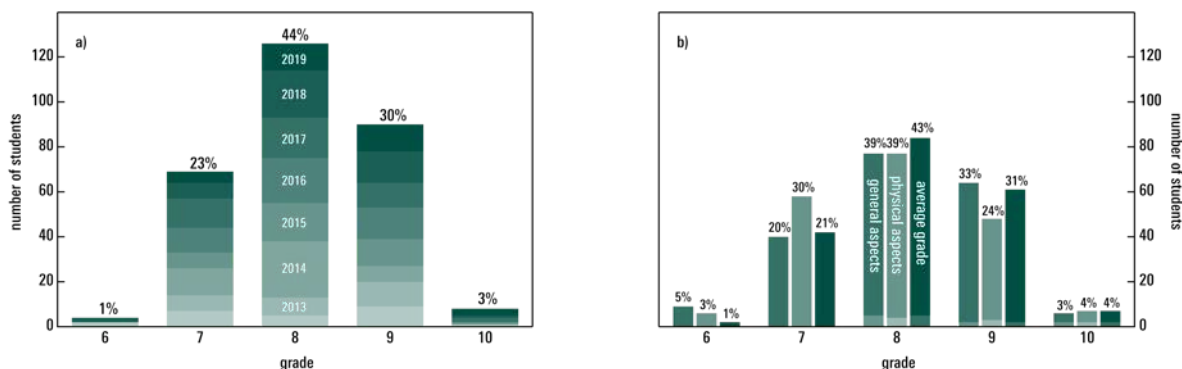 a)
number of students
120
100
80
60
40
20
0
1%
23%
44%
30%
3%
2019
2018
2017
2016
2015
2014
2013
6 7 8 9 10
grade
b)
number of students
120
100
80
60
40
20
0
5% 3% 1%
20% 30% 21%
39% 39% 43%
33% 24% 31%
3% 4% 4%
general aspects
physical aspects
average grade
6 7 8 9 10
grade